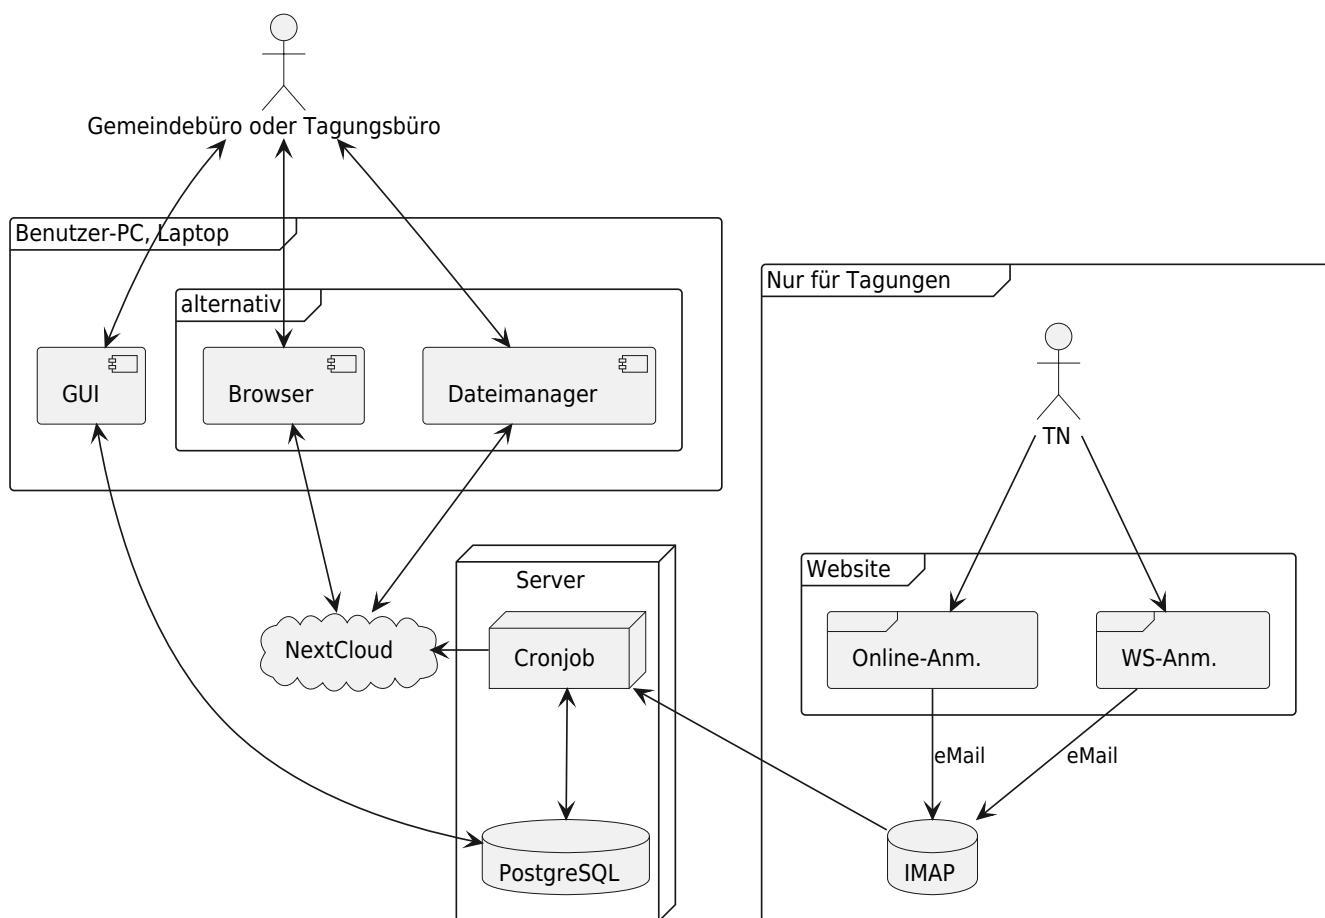 Gemeindebüro oder Tagungsbüro
Benutzer-PC, Laptop
alternativ
GUI
Browser
Dateimanager
Nur für Tagungen
TN
Website
Online-Anm.
WS-Anm.
Server
NextCloud
Cronjob
eMail
eMail
PostgreSQL
IMAP